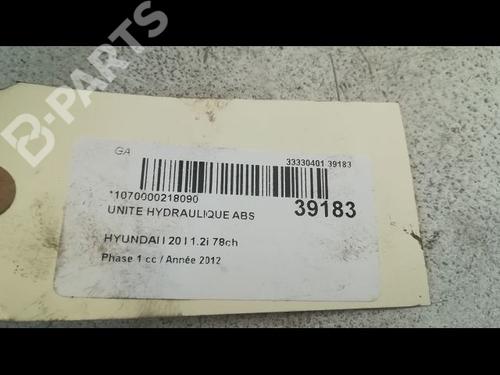 B-PARTS
GA
33330401 39183
*1070000218090
UNITE HYDRAULIQUE ABS
39183
HYUNDAI I 20 I 1.2i 78ch
Phase 1 cc / Année 2012